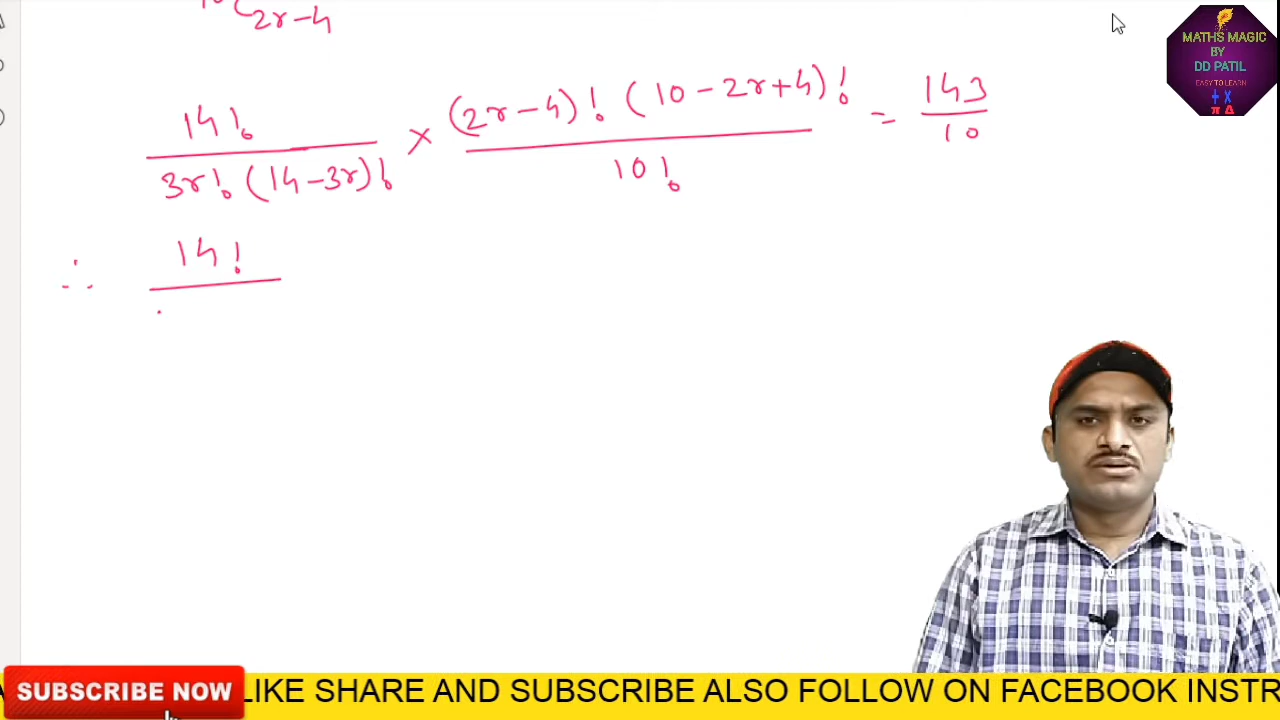 10C2r-4
MATHS MAGIC
BY
DD PATIL
EASY TO LEARN
+ X
π Δ
14! / 3r!(14-3r)! × (2r-4)!(10-2r+4)! / 10! = 143 / 10
∴ 14!
SUBSCRIBE NOW LIKE SHARE AND SUBSCRIBE ALSO FOLLOW ON FACEBOOK INSTR